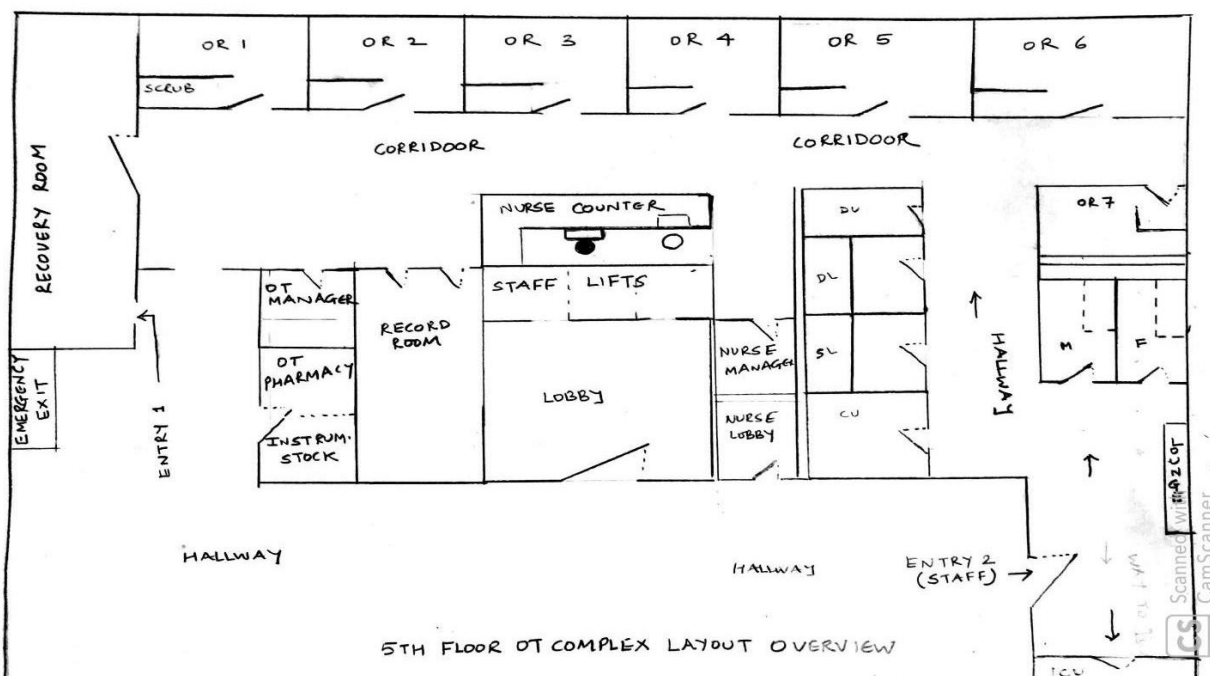 OR 1
OR 2
OR 3
OR 4
OR 5
OR 6
SCRUB
CORRIDOOR
CORRIDOOR
RECOVERY ROOM
NURSE COUNTER
DU
OR 7
OT
MANAGER
STAFF LIFTS
DL
RECORD
ROOM
NURSE
MANAGER
SL
HALLWAY
M
F
OT
PHARMACY
LOBBY
EMERGENCY
EXIT
ENTRY 1
INSTRUM.
STOCK
NURSE
LOBBY
CU
HALLWAY
HALLWAY
ENTRY 2
(STAFF)
ICU
5TH FLOOR OT COMPLEX LAYOUT OVERVIEW
CS
Scanned with
CamScanner